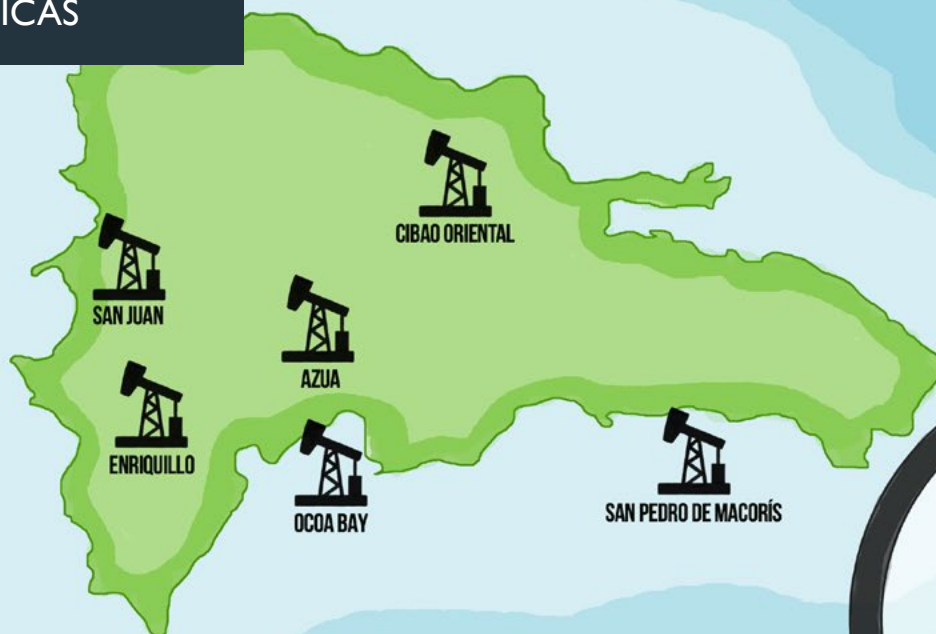 ICAS
CIBAO ORIENTAL
SAN JUAN
AZUA
ENRIQUILLO
OCOA BAY
SAN PEDRO DE MACORÍS